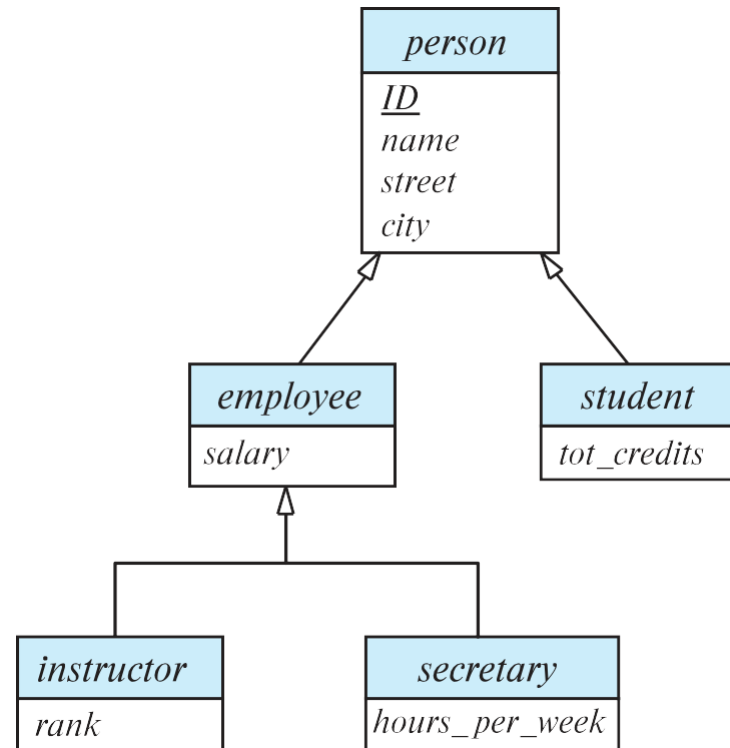 person
ID
name
street
city
employee
salary
student
tot_credits
instructor
rank
secretary
hours_per_week